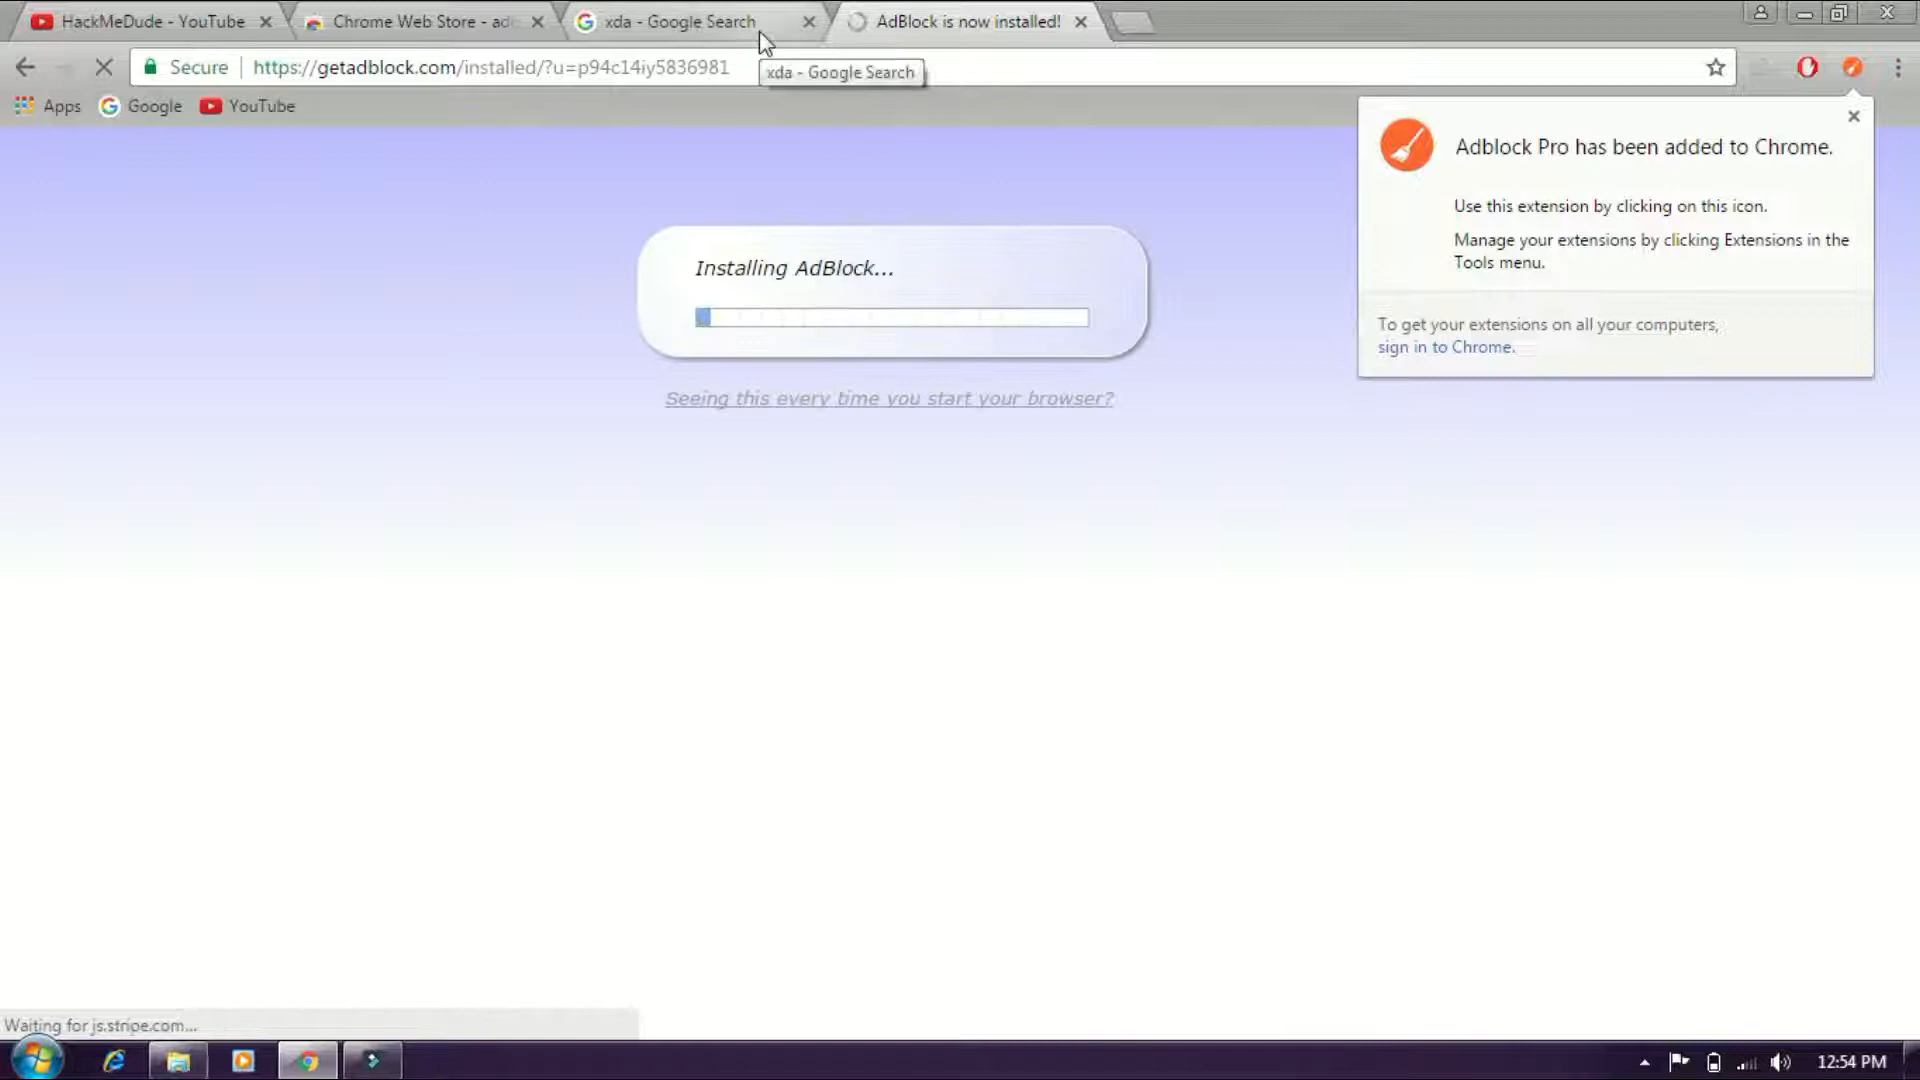 HackMeDude - YouTube
Chrome Web Store - ad
xda - Google Search
AdBlock is now installed!
Secure
https://getadblock.com/installed/?u=p94c14iy5836981
xda - Google Search
Apps
Google
YouTube
Adblock Pro has been added to Chrome.
Use this extension by clicking on this icon.
Manage your extensions by clicking Extensions in the
Tools menu.
To get your extensions on all your computers,
sign in to Chrome.
Installing AdBlock...
Seeing this every time you start your browser?
Waiting for js.stripe.com...
12:54 PM